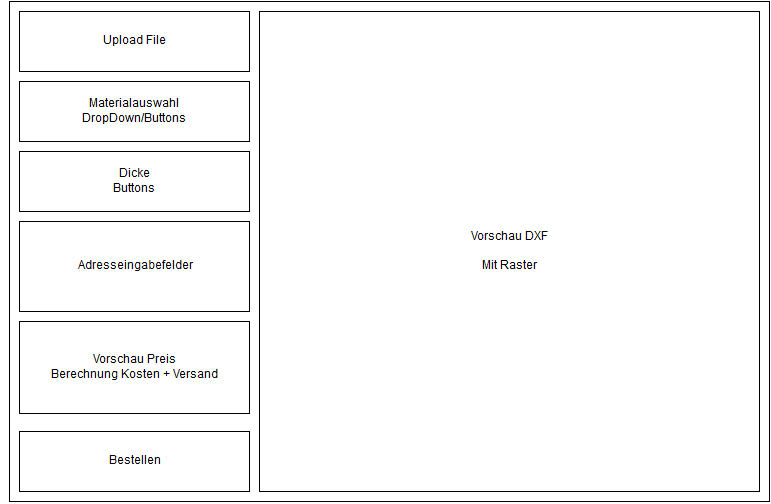 Upload File
Materialauswahl
DropDown/Buttons
Dicke
Buttons
Adresseingabefelder
Vorschau Preis
Berechnung Kosten + Versand
Bestellen
Vorschau DXF
Mit Raster